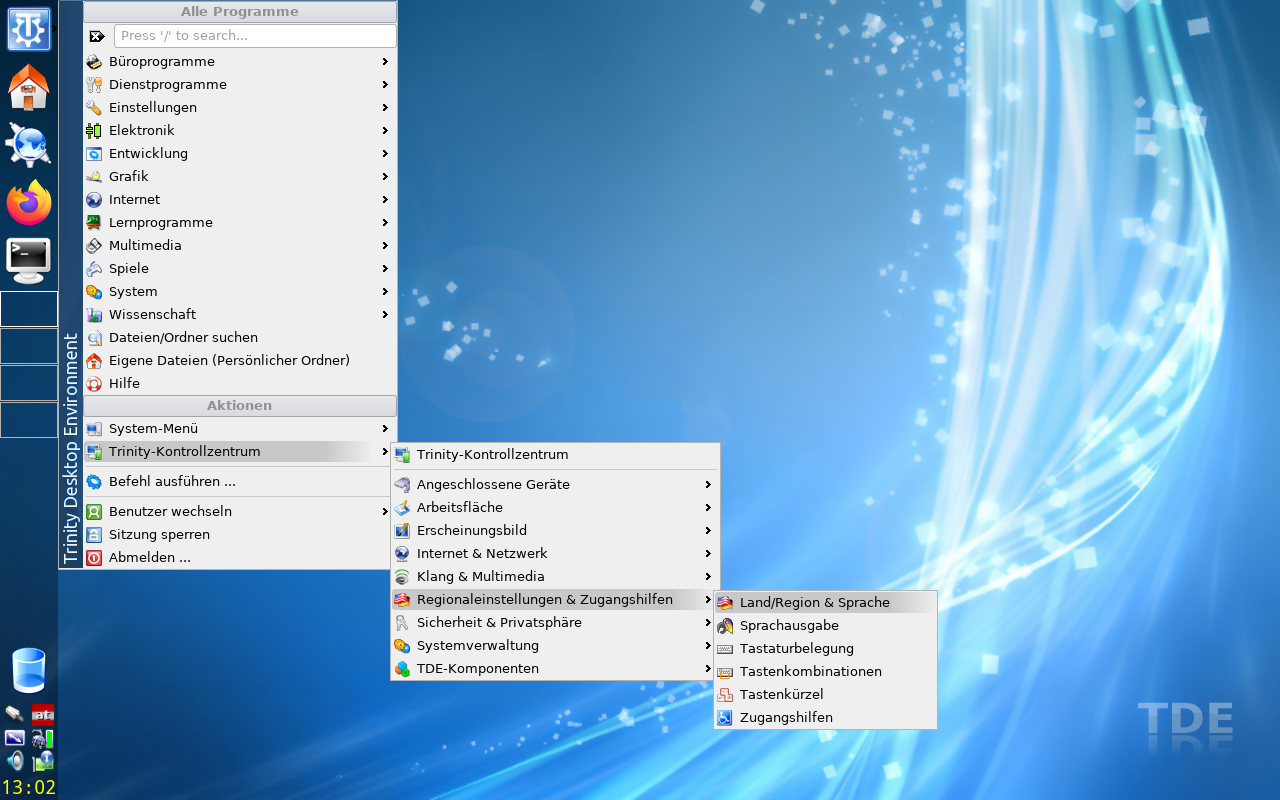 Alle Programme
Press '/' to search...
Büroprogramme
Dienstprogramme
Einstellungen
Elektronik
Entwicklung
Grafik
Internet
Lernprogramme
Multimedia
Spiele
System
Wissenschaft
Dateien/Ordner suchen
Eigene Dateien (Persönlicher Ordner)
Hilfe
Aktionen
System-Menü
Trinity-Kontrollzentrum
Befehl ausführen ...
Benutzer wechseln
Sitzung sperren
Abmelden ...
Trinity Desktop Environment
Trinity-Kontrollzentrum
Angeschlossene Geräte
Arbeitsfläche
Erscheinungsbild
Internet & Netzwerk
Klang & Multimedia
Regionaleinstellungen & Zugangshilfen
Sicherheit & Privatsphäre
Systemverwaltung
TDE-Komponenten
Land/Region & Sprache
Sprachausgabe
Tastaturbelegung
Tastenkombinationen
Tastenkürzel
Zugangshilfen
TDE
at
13:02